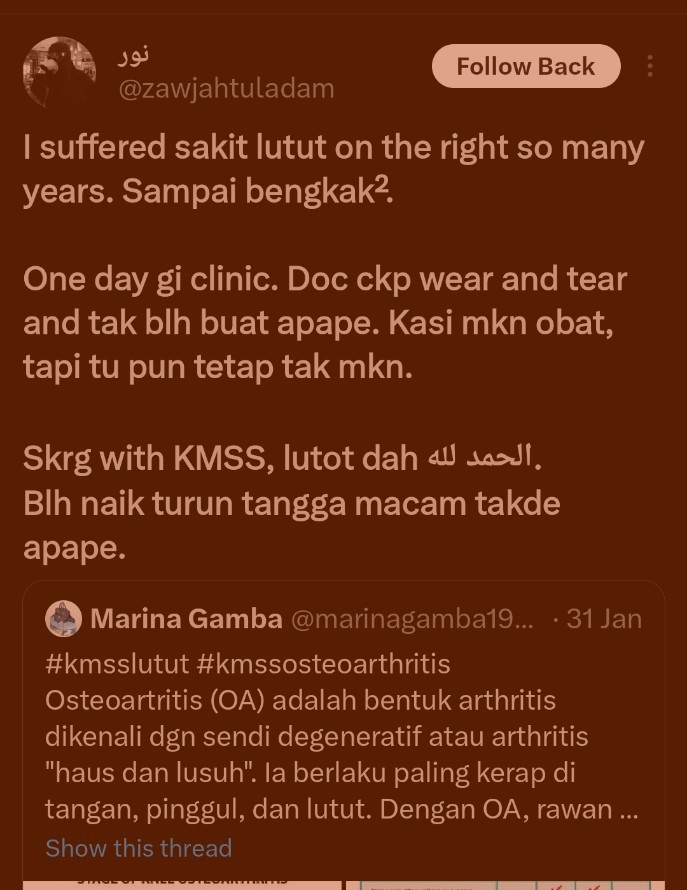 نور
@zawjahtuladam
Follow Back
I suffered sakit lutut on the right so many
years. Sampai bengkak².
One day gi clinic. Doc ckp wear and tear
and tak blh buat apape. Kasi mkn obat,
tapi tu pun tetap tak mkn.
Skrg with KMSS, lutot dah الحمد لله.
Blh naik turun tangga macam takde
apape.
Marina Gamba @marinagamba19... · 31 Jan
#kmsslutut #kmssosteoarthritis
Osteoartritis (OA) adalah bentuk arthritis
dikenali dgn sendi degeneratif atau arthritis
"haus dan lusuh". Ia berlaku paling kerap di
tangan, pinggul, dan lutut. Dengan OA, rawan ...
Show this thread
STAGE OF KNEE OSTEOARTHRITIS